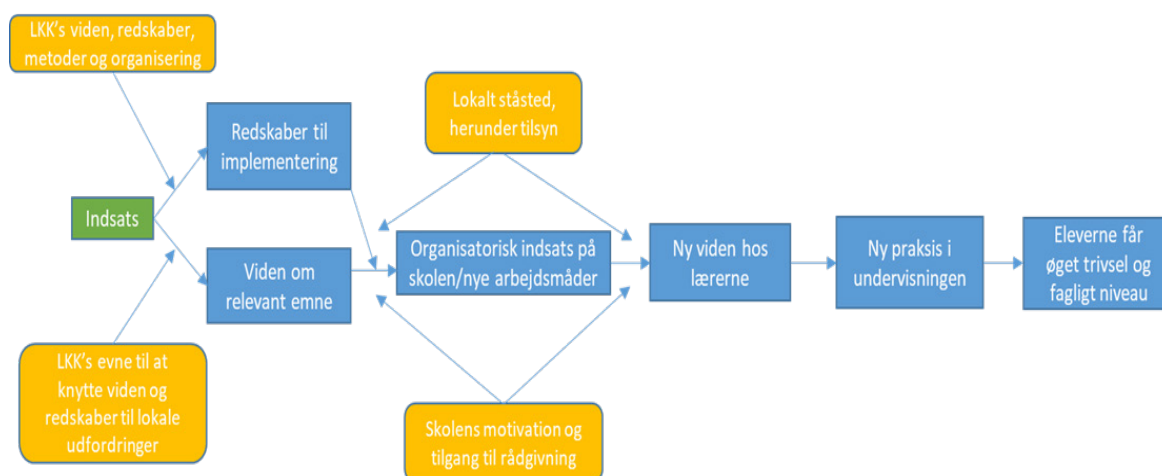 LKK's viden, redskaber,
metoder og organisering
Redskaber til
implementering
Lokalt ståsted,
herunder tilsyn
Indsats
Viden om
relevant emne
Organisatorisk indsats på
skolen/nye arbejdsmåder
Ny viden hos
lærerne
Ny praksis i
undervisningen
Eleverne får
øget trivsel og
fagligt niveau
LKK's evne til at
knytte viden og
redskaber til lokale
udfordringer
Skolens motivation og
tilgang til rådgivning